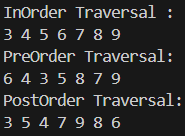 InOrder Traversal :
3 4 5 6 7 8 9
PreOrder Traversal:
6 4 3 5 8 7 9
PostOrder Traversal:
3 5 4 7 9 8 6